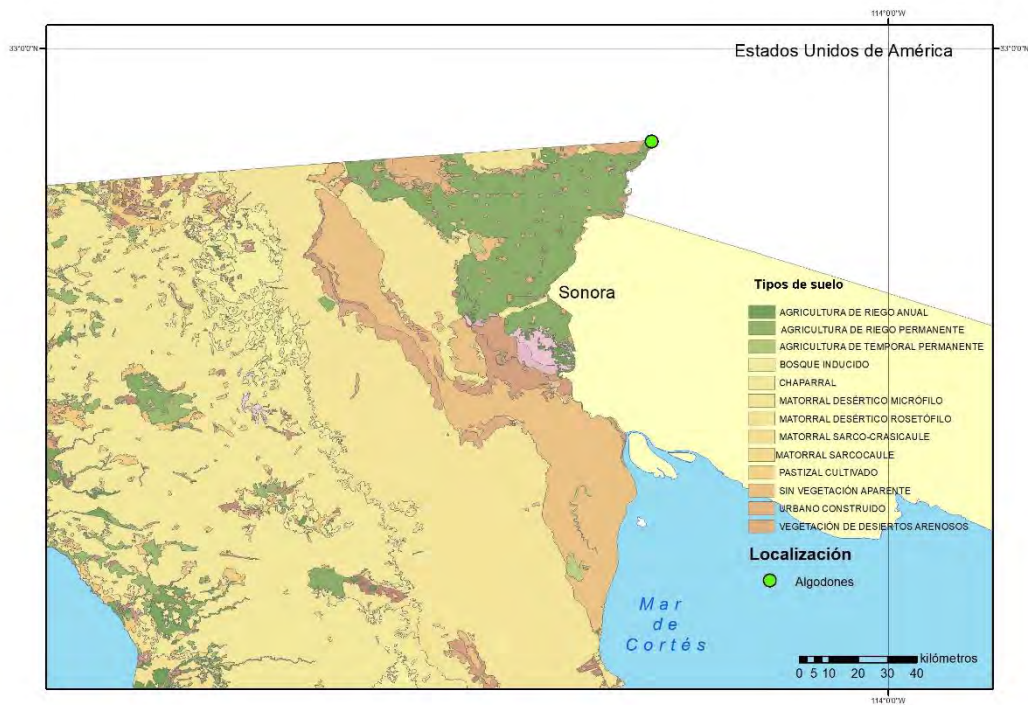 114°0'0"W
33°0'0"N
33°0'0"N
Estados Unidos de América
Sonora
Tipos de suelo
AGRICULTURA DE RIEGO ANUAL
AGRICULTURA DE RIEGO PERMANENTE
AGRICULTURA DE TEMPORAL PERMANENTE
BOSQUE INDUCIDO
CHAPARRAL
MATORRAL DESÉRTICO MICRÓFILO
MATORRAL DESÉRTICO ROSETÓFILO
MATORRAL SARCO-CRASICAULE
MATORRAL SARCOCAULE
PASTIZAL CULTIVADO
SIN VEGETACIÓN APARENTE
URBANO CONSTRUIDO
VEGETACIÓN DE DESIERTOS ARENOSOS
Localización
Algodones
Mar
de
Cortés
kilómetros
0 5 10 20 30 40
114°0'0"W